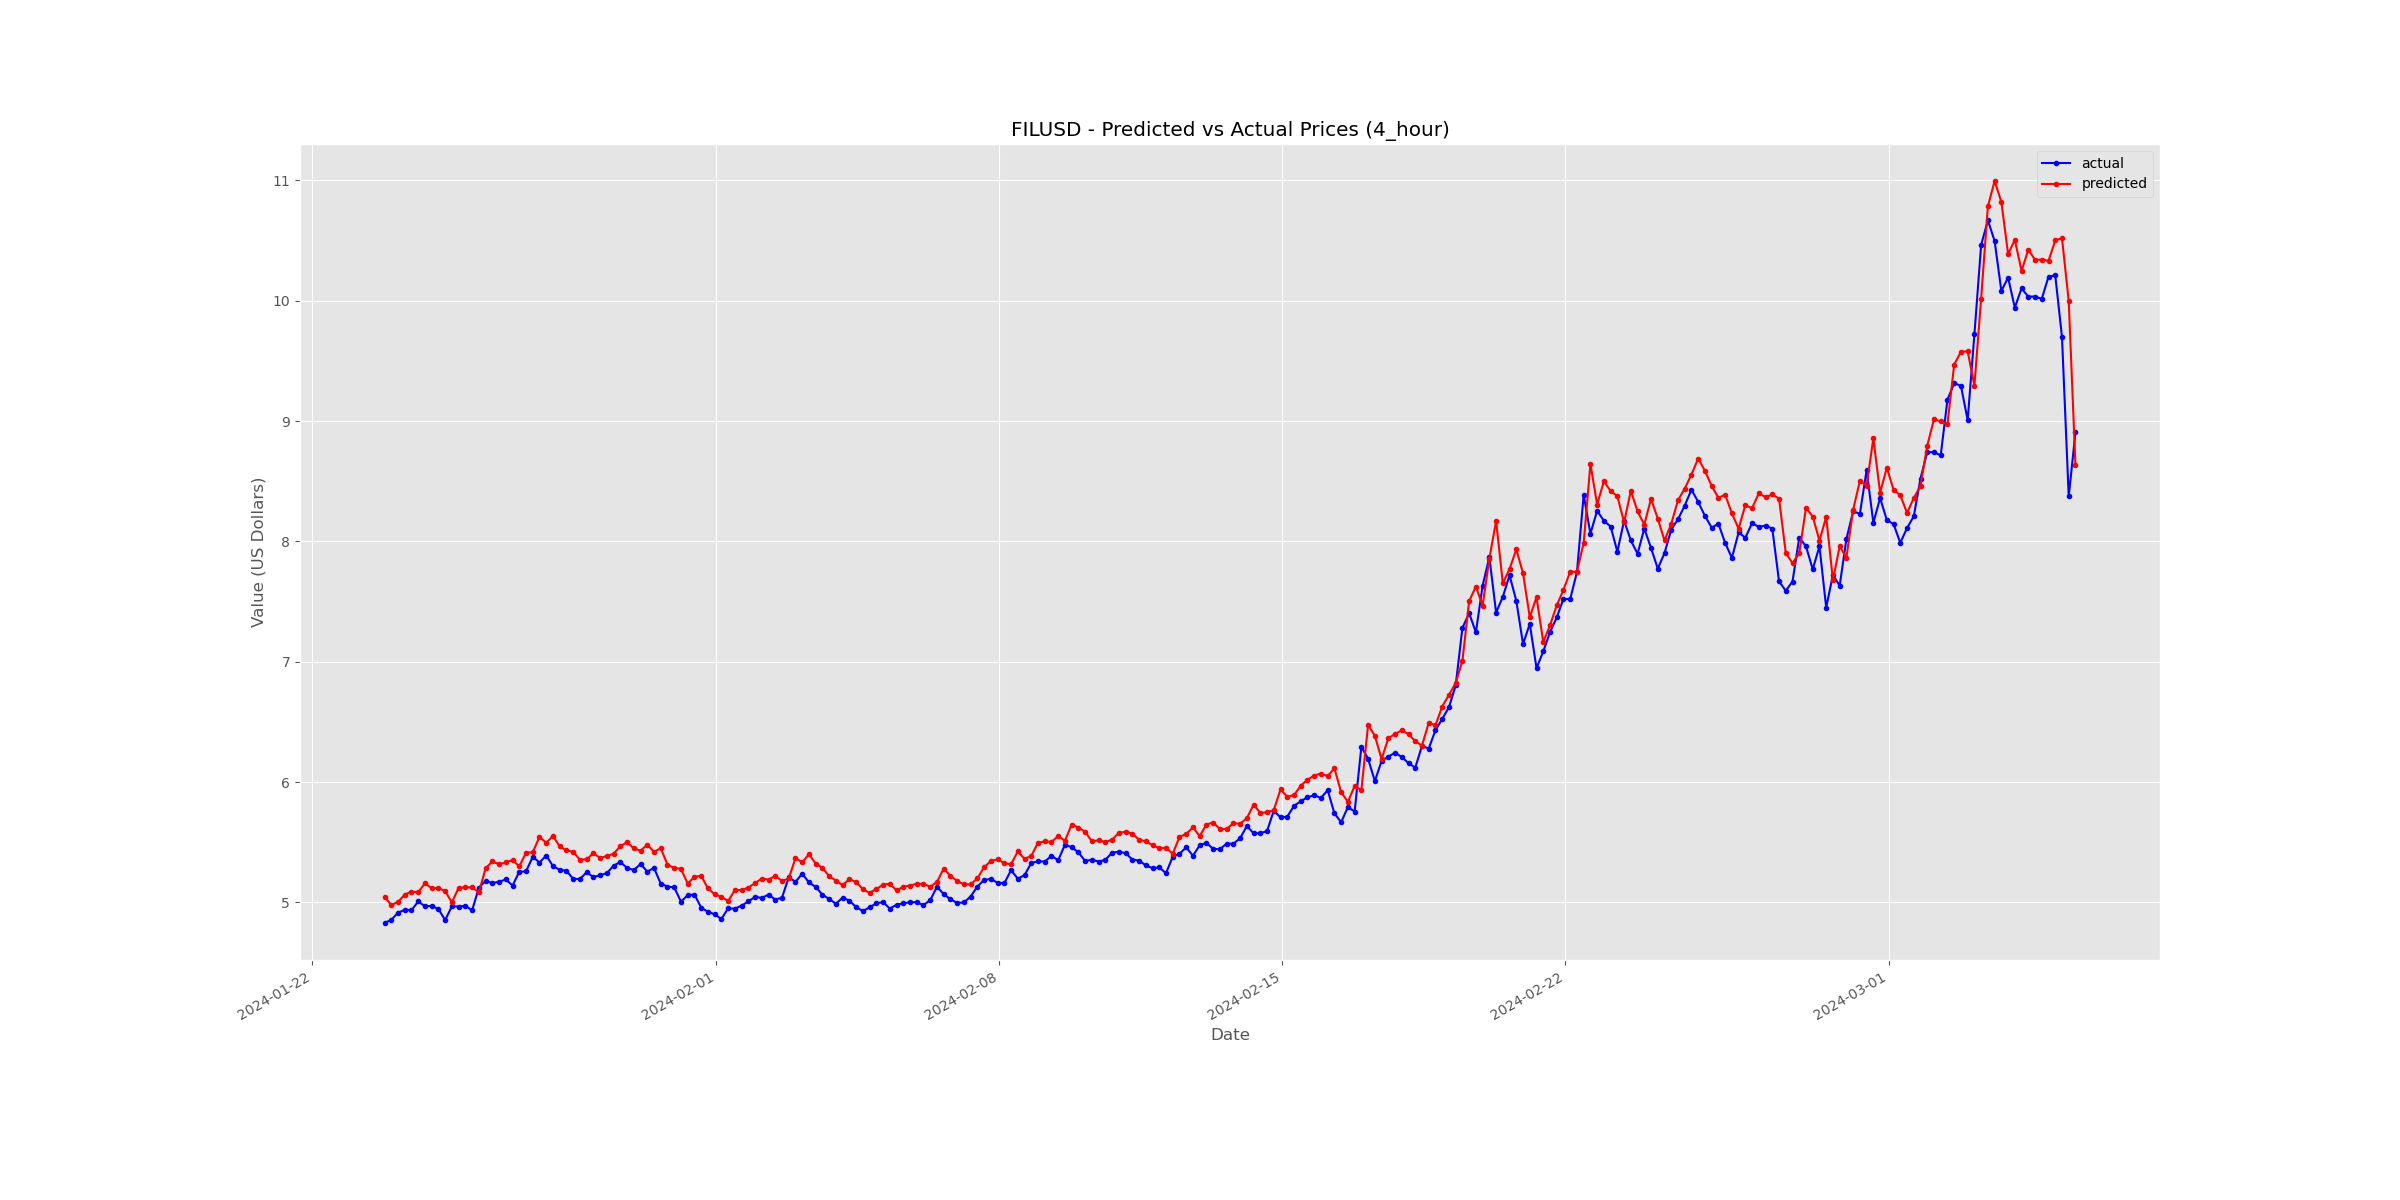 FILUSD - Predicted vs Actual Prices (4_hour)
actual
predicted
11
10
9
8
7
6
5
Value (US Dollars)
2024-01-22
2024-02-01
2024-02-08
2024-02-15
2024-02-22
2024-03-01
Date